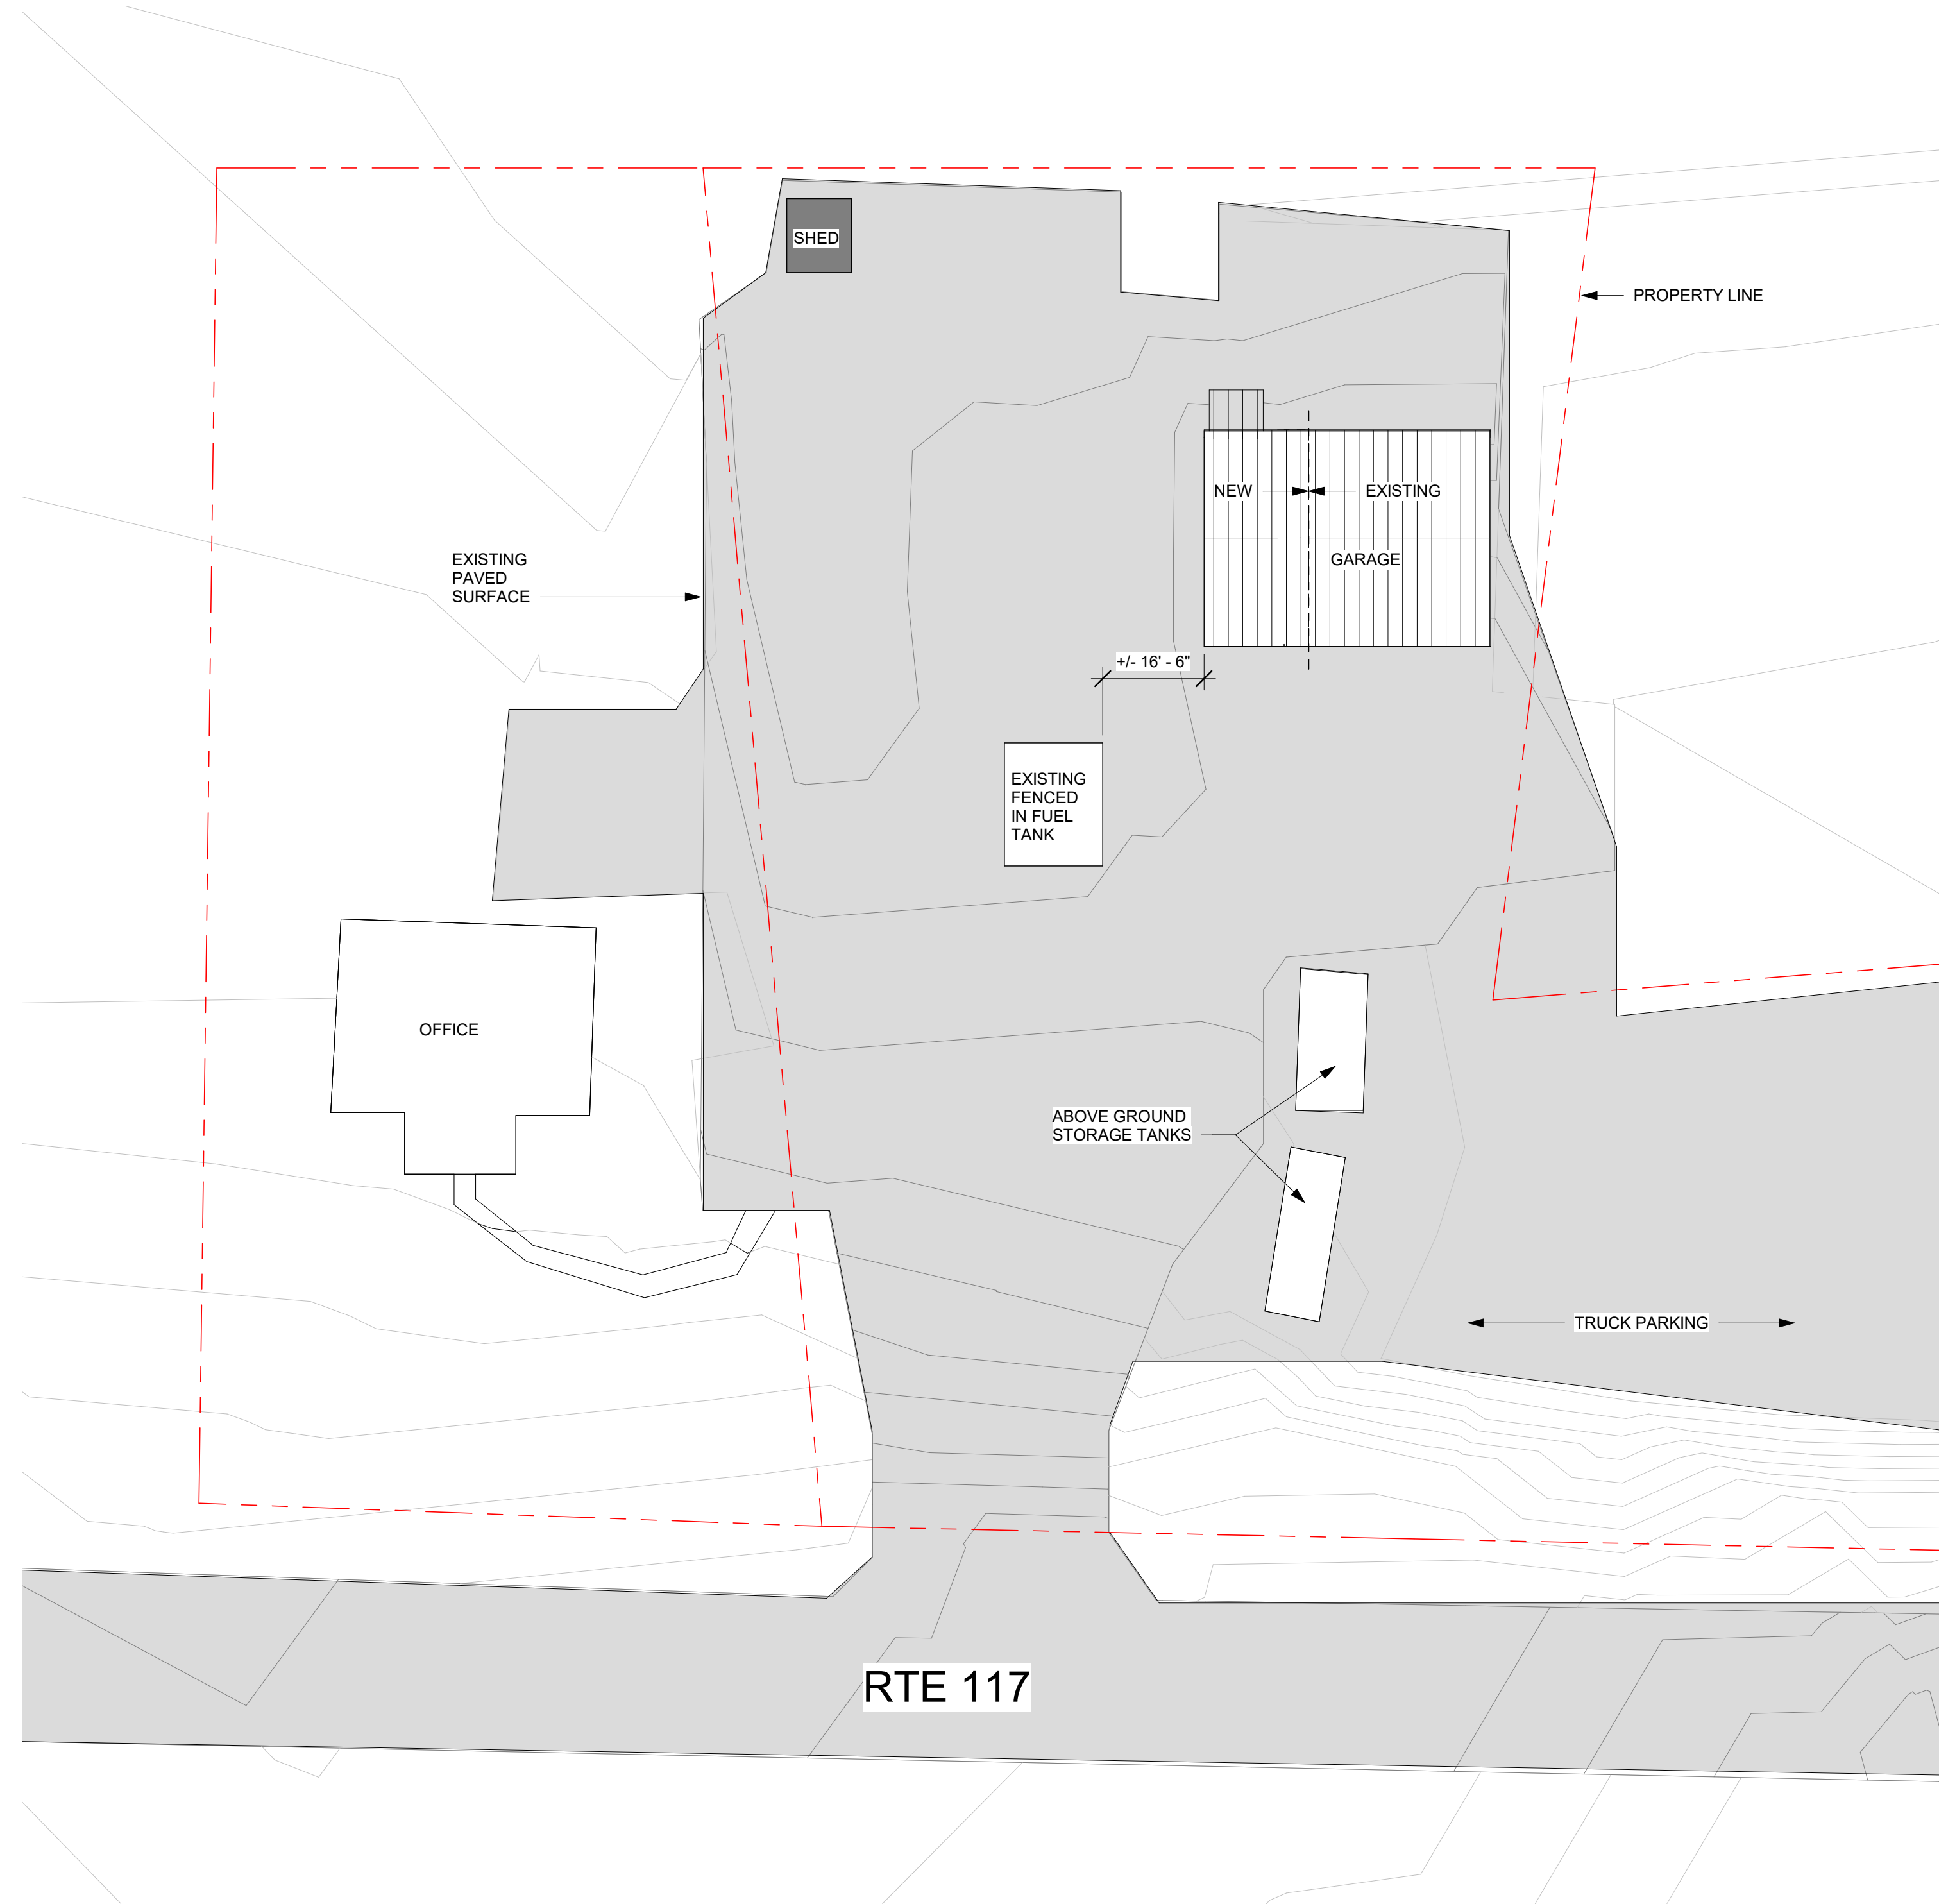 SHED
PROPERTY LINE
NEW
EXISTING
GARAGE
EXISTING
PAVED
SURFACE
+/- 16' - 6"
EXISTING
FENCED
IN FUEL
TANK
OFFICE
ABOVE GROUND
STORAGE TANKS
TRUCK PARKING
RTE 117